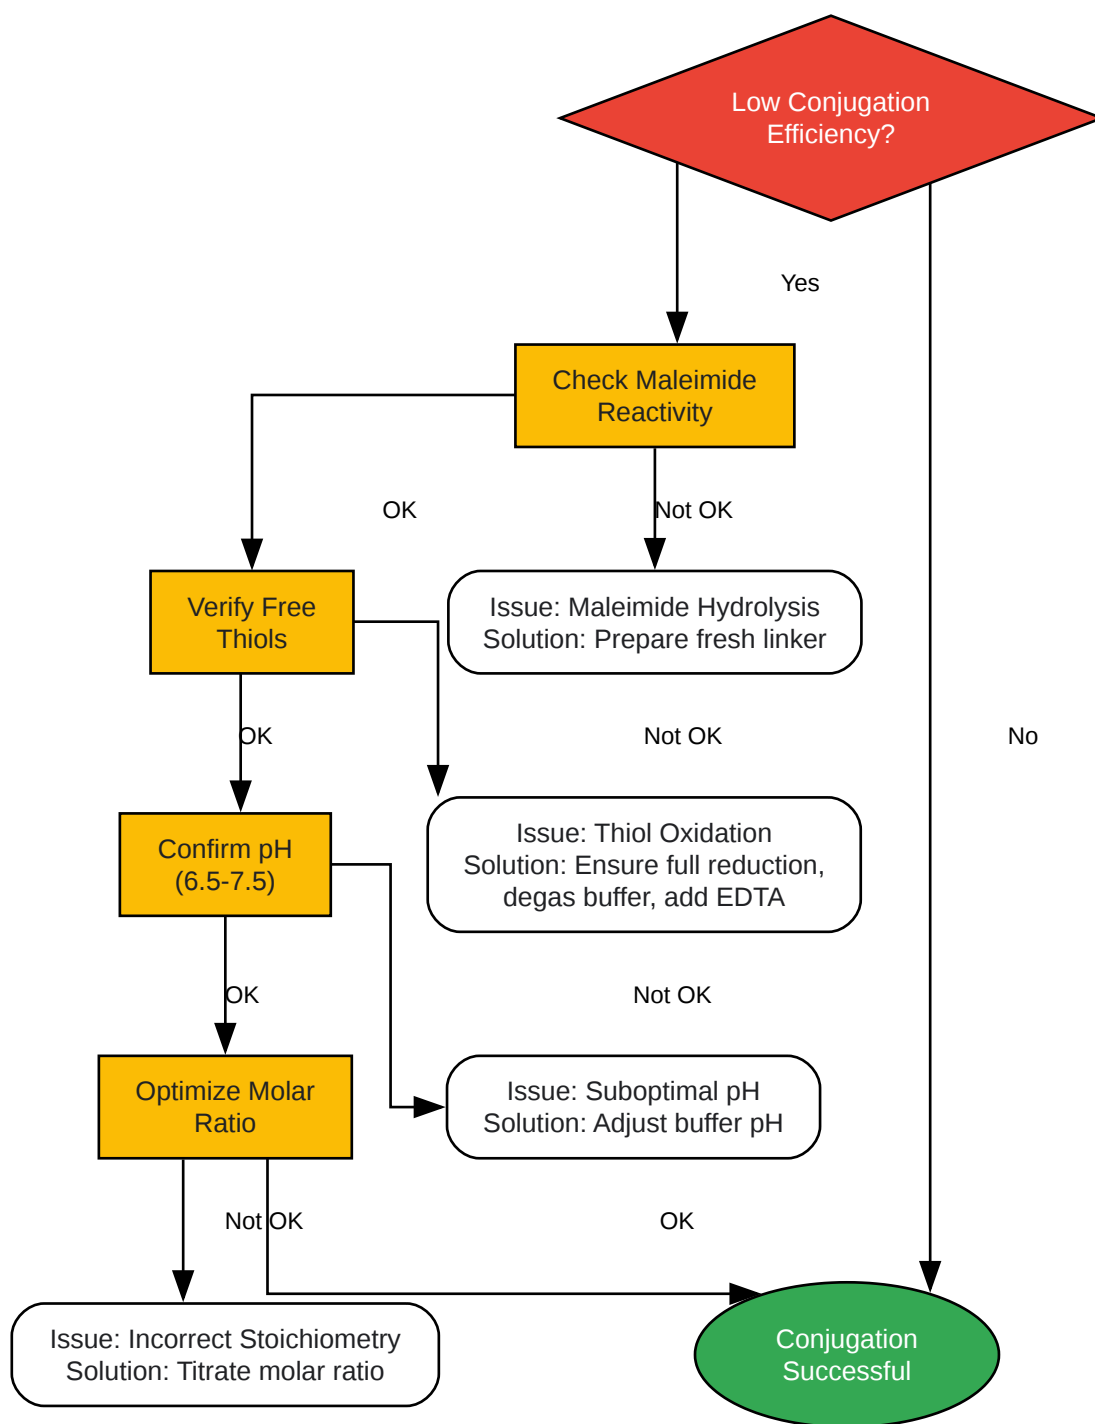 Low Conjugation
Efficiency?
Yes
Check Maleimide
Reactivity
OK
Not OK
Verify Free
Thiols
Issue: Maleimide Hydrolysis
Solution: Prepare fresh linker
OK
Not OK
No
Confirm pH
(6.5-7.5)
Issue: Thiol Oxidation
Solution: Ensure full reduction,
degas buffer, add EDTA
OK
Not OK
Optimize Molar
Ratio
Issue: Suboptimal pH
Solution: Adjust buffer pH
Not OK
OK
Issue: Incorrect Stoichiometry
Solution: Titrate molar ratio
Conjugation
Successful